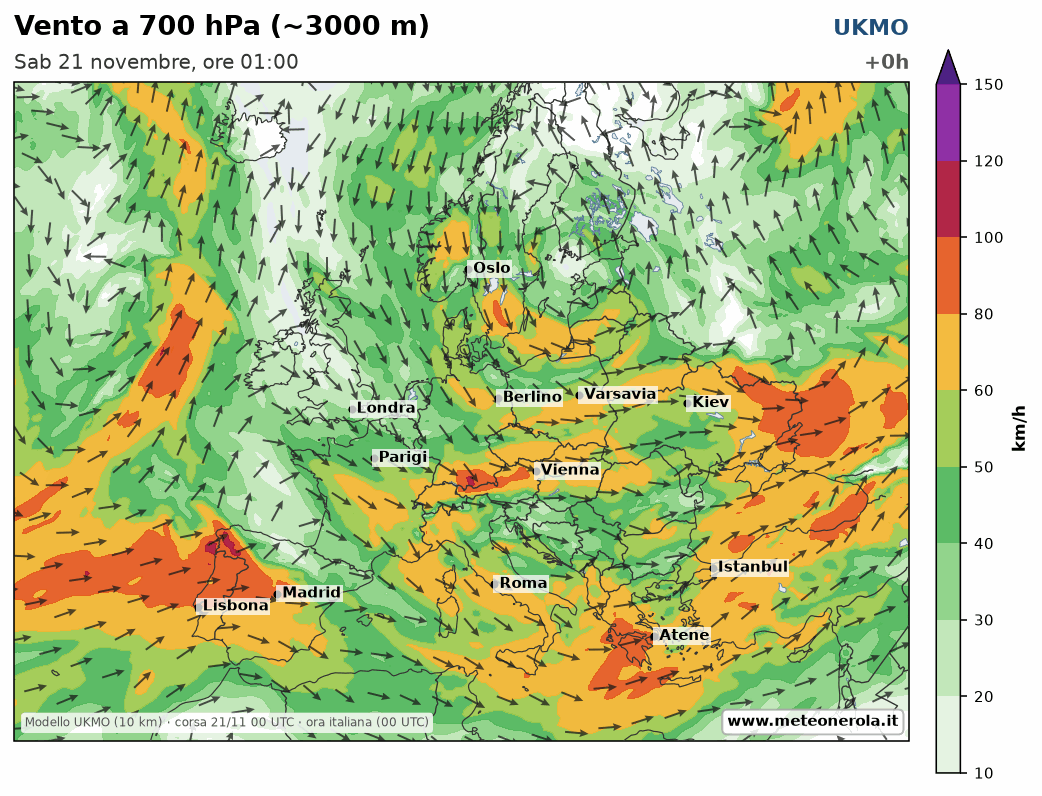 Vento a 700 hPa (~3000 m)
UKMO
Sab 21 novembre, ore 01:00
+0h
150
120
100
80
60
50
40
30
20
10
km/h
Oslo
Londra
Berlino
Varsavia
Kiev
Parigi
Vienna
Istanbul
Roma
Madrid
Lisbona
Atene
Modello UKMO (10 km) · corsa 21/11 00 UTC · ora italiana (00 UTC)
www.meteonerola.it